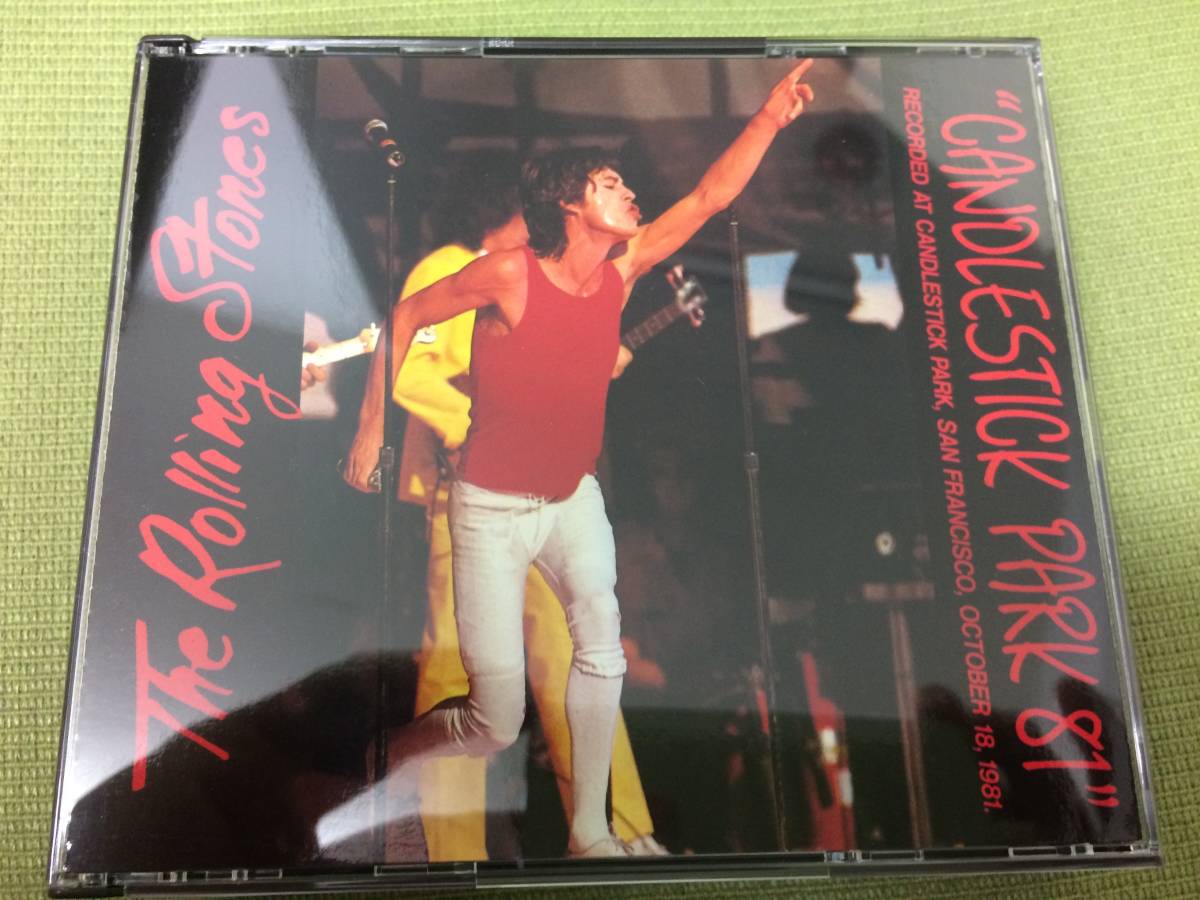 The Rolling Stones
"CANDLESTICK PARK 81"
RECORDED AT CANDLESTICK PARK, SAN FRANCISCO, OCTOBER 18, 1981.